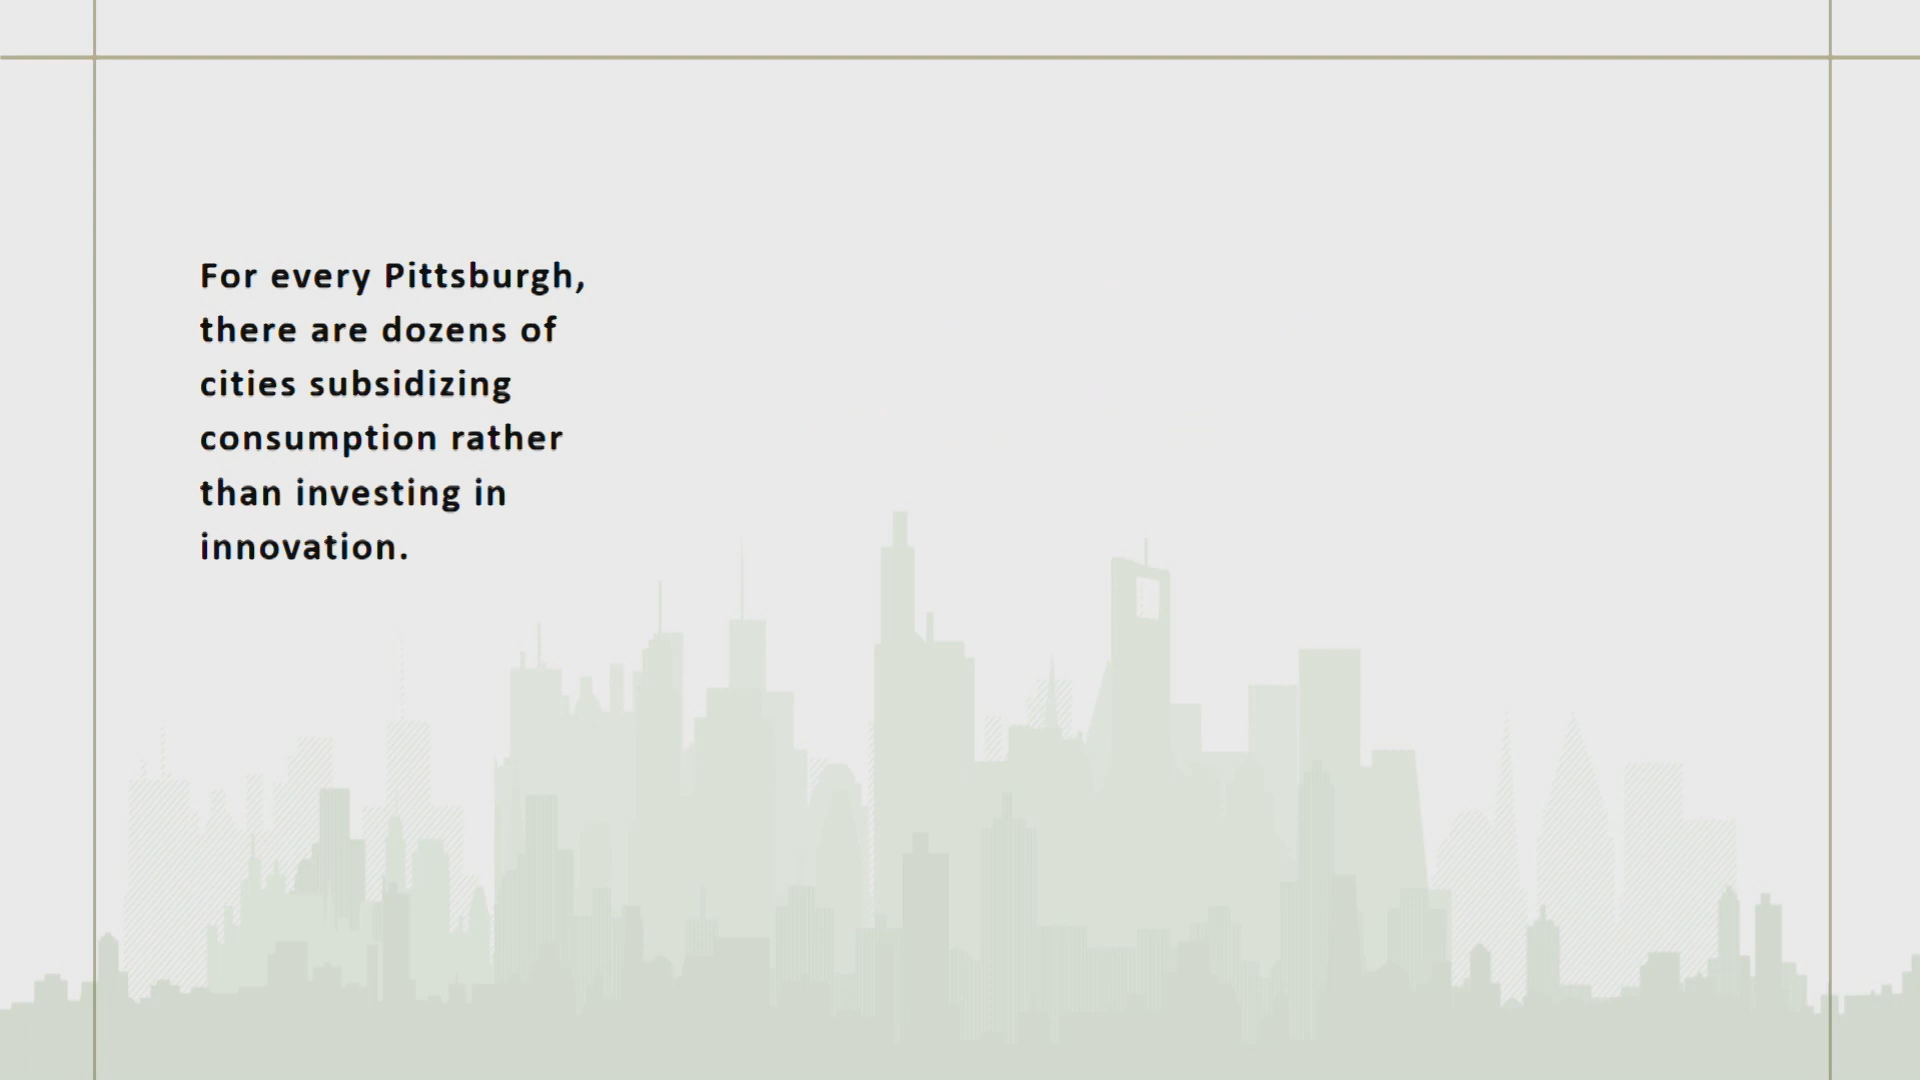 For every Pittsburgh,
there are dozens of
cities subsidizing
consumption rather
than investing in
innovation.